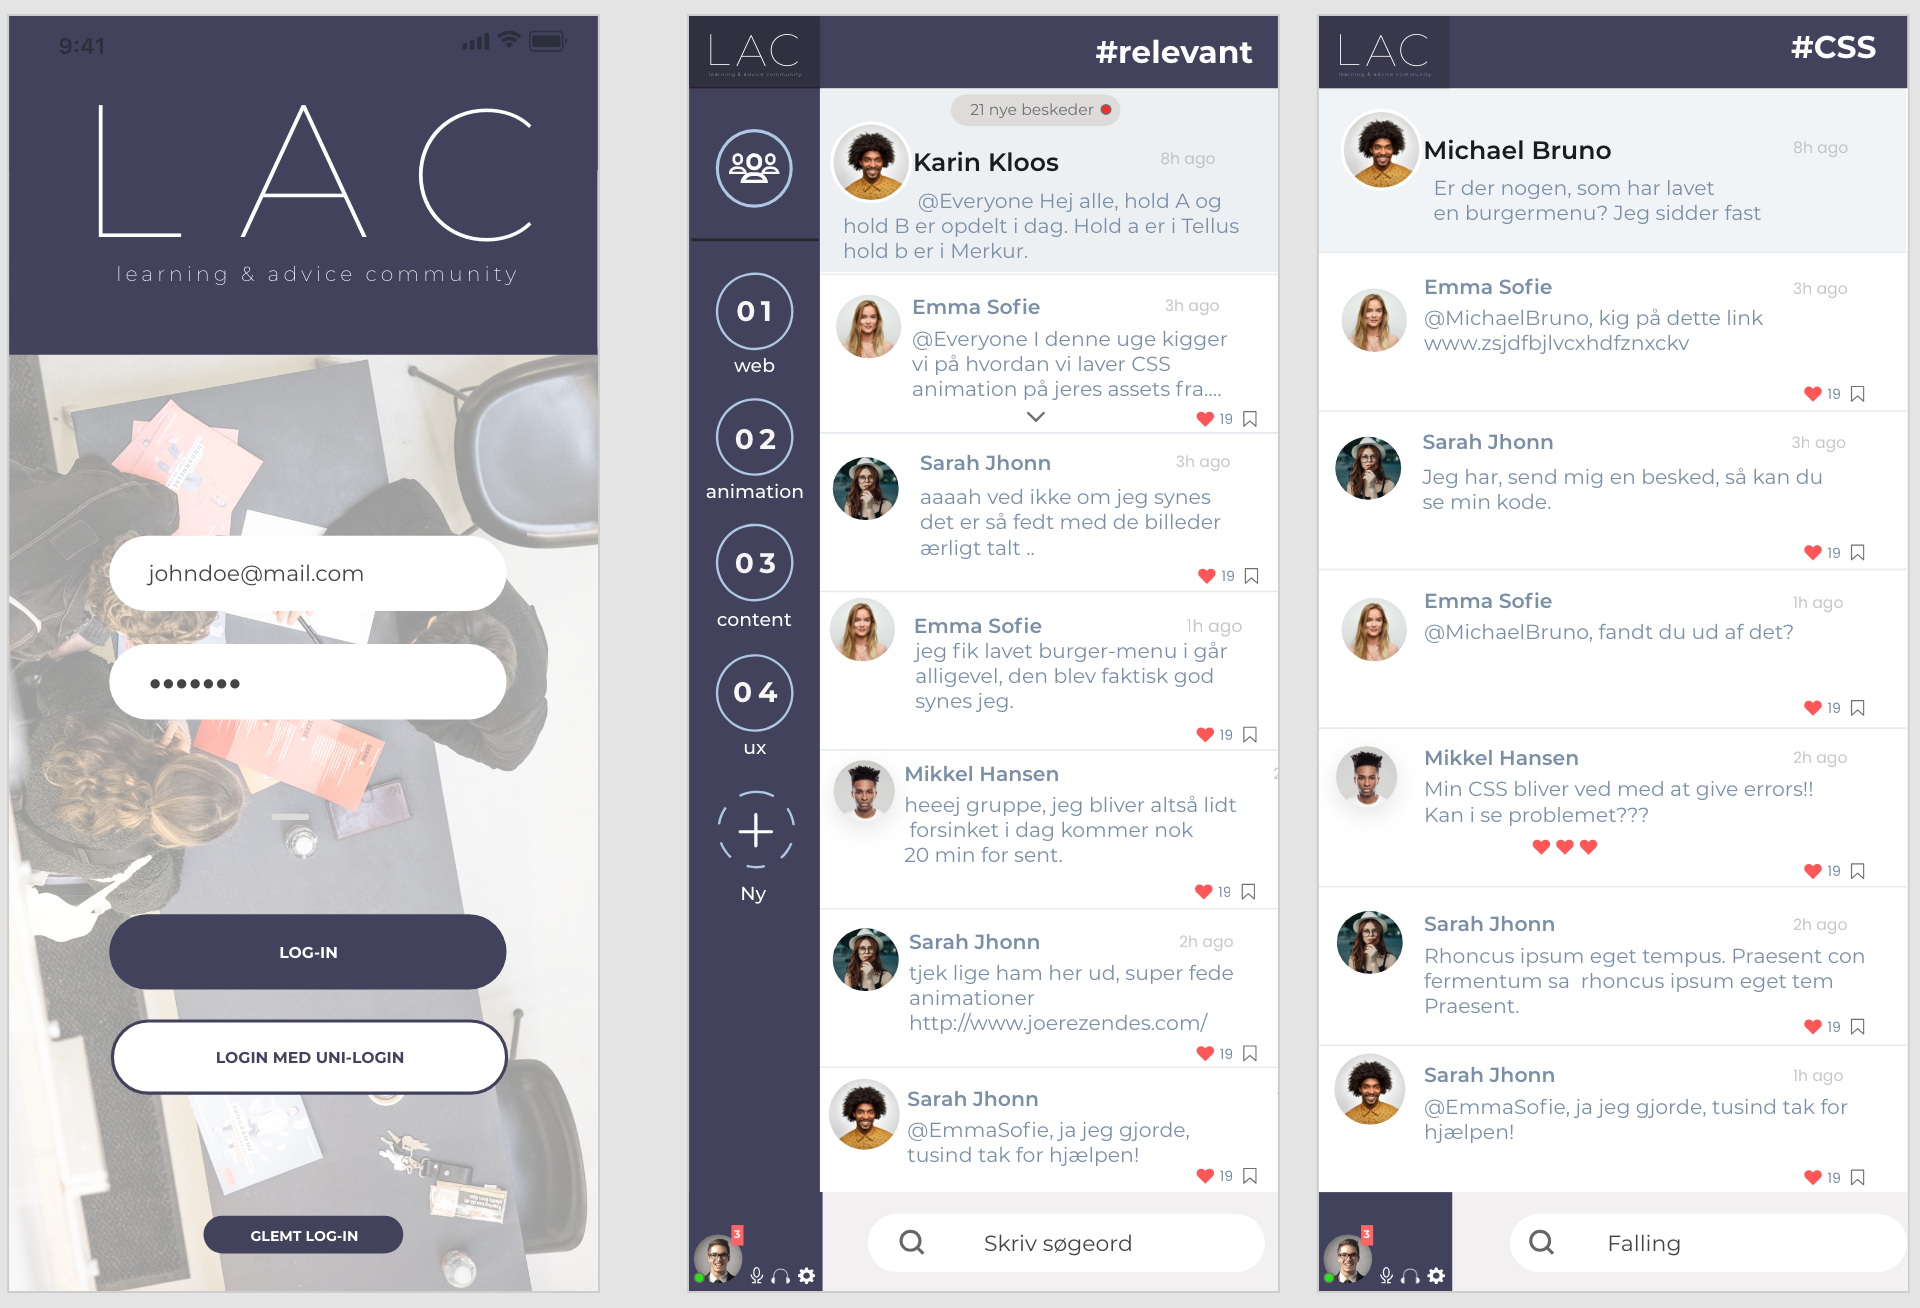 9:41
LAC
learning & advice community
johndoe@mail.com
LOG-IN
LOGIN MED UNI-LOGIN
GLEMT LOG-IN
LAC
learning & advice community
#relevant
01
web
02
animation
03
content
04
ux
Ny
3
21 nye beskeder
Karin Kloos
8h ago
@Everyone Hej alle, hold A og
hold B er opdelt i dag. Hold a er i Tellus
hold b er i Merkur.
Emma Sofie
3h ago
@Everyone I denne uge kigger
vi på hvordan vi laver CSS
animation på jeres assets fra....
19
Sarah Jhonn
3h ago
aaaah ved ikke om jeg synes
det er så fedt med de billeder
ærligt talt ..
19
Emma Sofie
1h ago
jeg fik lavet burger-menu i går
alligevel, den blev faktisk god
synes jeg.
19
Mikkel Hansen
heeej gruppe, jeg bliver altså lidt
forsinket i dag kommer nok
20 min for sent.
19
Sarah Jhonn
2h ago
tjek lige ham her ud, super fede
animationer
http://www.joerezendes.com/
19
Sarah Jhonn
@EmmaSofie, ja jeg gjorde,
tusind tak for hjælpen!
19
Skriv søgeord
LAC
learning & advice community
#CSS
Michael Bruno
8h ago
Er der nogen, som har lavet
en burgermenu? Jeg sidder fast
Emma Sofie
3h ago
@MichaelBruno, kig på dette link
www.zsjdfbjlvcxhdfznxckv
19
Sarah Jhonn
3h ago
Jeg har, send mig en besked, så kan du
se min kode.
19
Emma Sofie
1h ago
@MichaelBruno, fandt du ud af det?
19
Mikkel Hansen
2h ago
Min CSS bliver ved med at give errors!!
Kan i se problemet???
19
Sarah Jhonn
2h ago
Rhoncus ipsum eget tempus. Praesent con
fermentum sa rhoncus ipsum eget tem
Praesent.
19
Sarah Jhonn
1h ago
@EmmaSofie, ja jeg gjorde, tusind tak for
hjælpen!
19
3
Falling